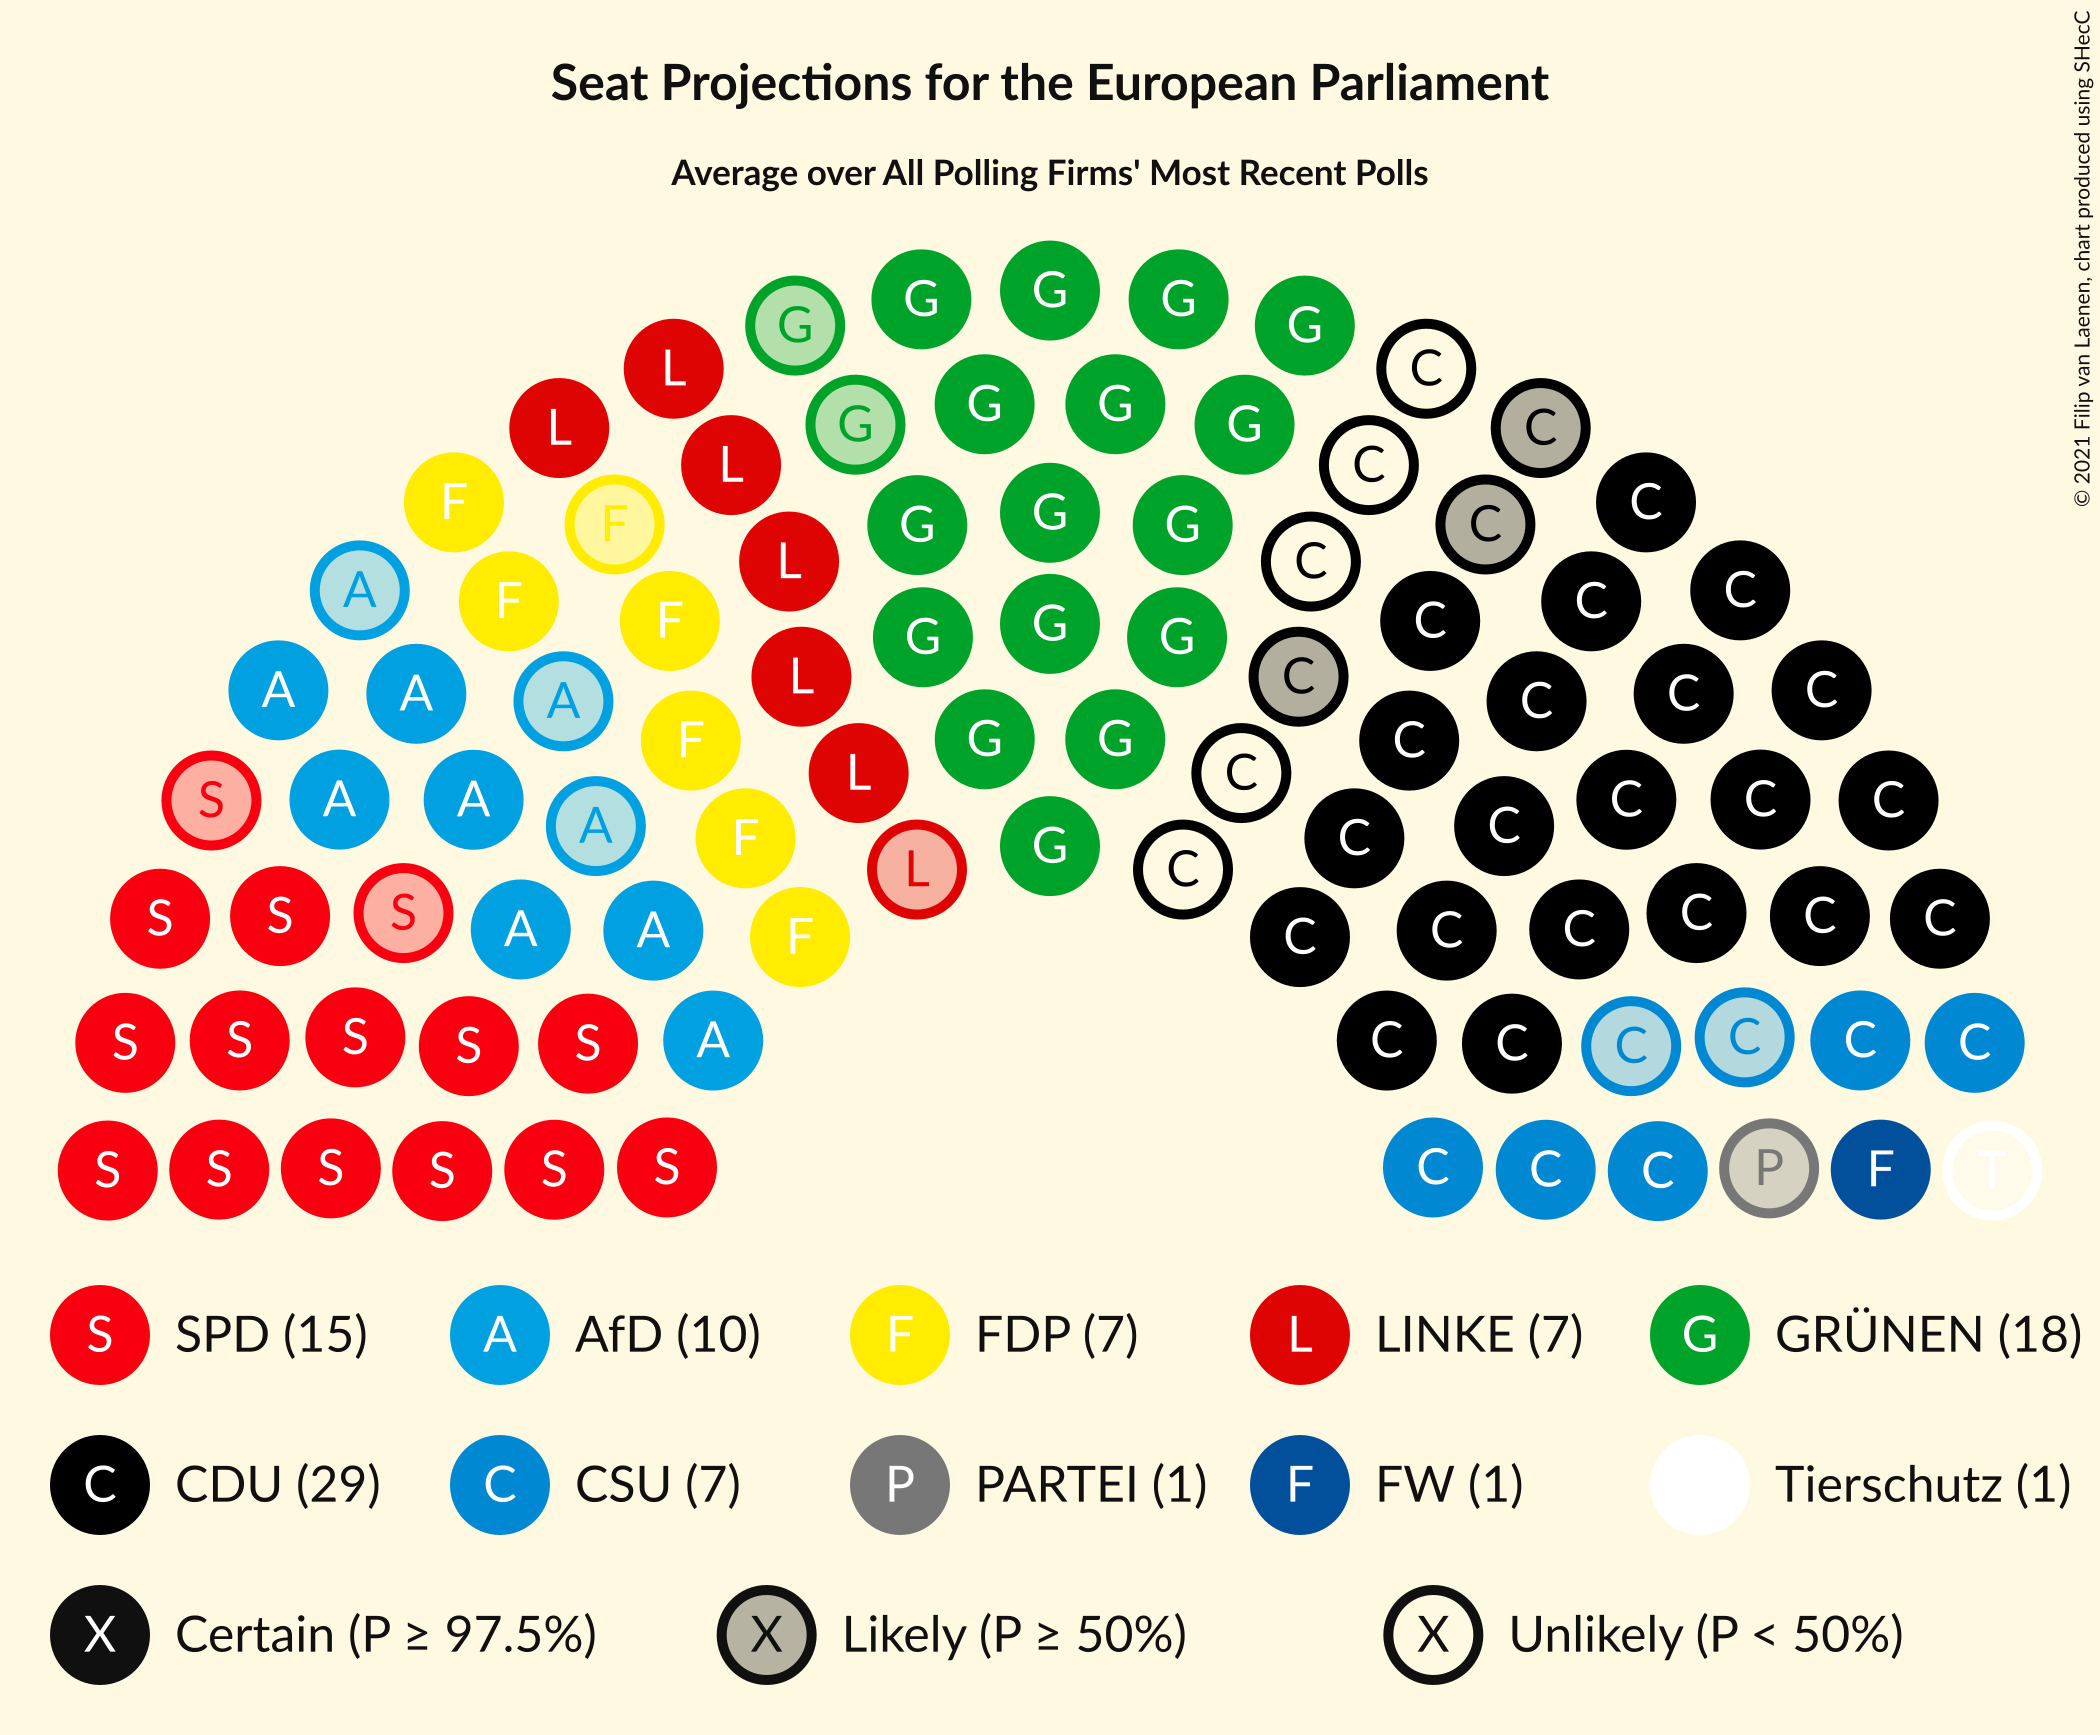 Seat Projections for the European Parliament
Average over All Polling Firms' Most Recent Polls
© 2021 Filip van Laenen, chart produced using SHecC
G G G G G
L C
G G G G
L C
L C
F G G G C
F L C C
A F L C C
F G G G C
F L C C
A A A F G G C C C C
S A A A F L C C C C C
S S S A A F L G C C C C C C C
S S S S S A C C C C C C
S S S S S S C C C P F T
S SPD (15) A AfD (10) F FDP (7) L LINKE (7) G GRÜNEN (18)
C CDU (29) C CSU (7) P PARTEI (1) F FW (1) Tierschutz (1)
X Certain (P ≥ 97.5%) X Likely (P ≥ 50%) X Unlikely (P < 50%)